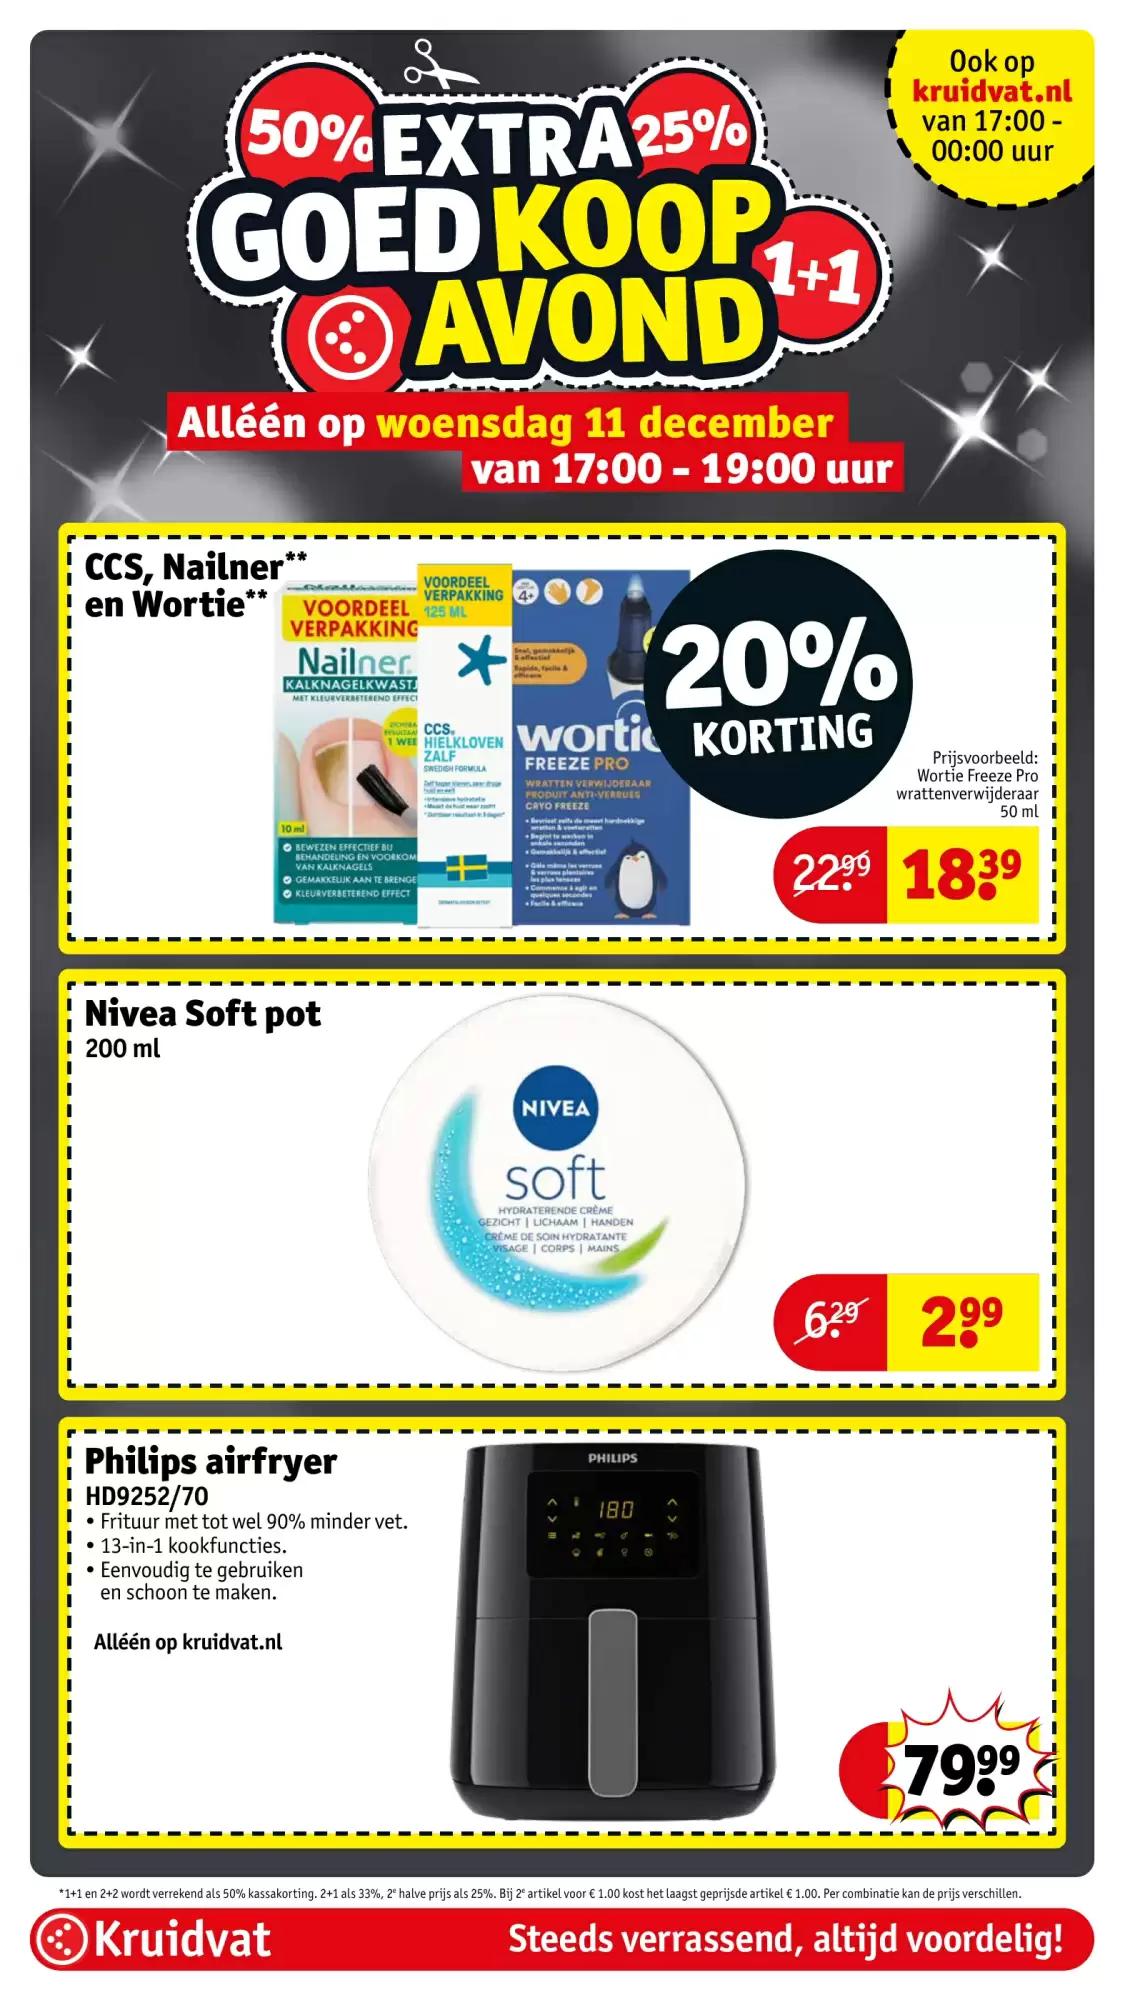 Ook op
kruidvat.nl
van 17:00 -
00:00 uur
50%
EXTRA
25%
GOEDKOOP
1+1
AVOND
Alléén op woensdag 11 december
van 17:00 - 19:00 uur
CCS, Nailner**
en Wortie**
VOORDEEL
VERPAKKING
Nailner
KALKNAGELKWASTJ
MET KLEURVERBETEREND EFFECT
1 WEE
10 ml
BEWEZEN EFFECTIEF BIJ
BEHANDELING EN VOORKOM
VAN KALKNAGELS
GEMAKKELIJK AAN TE BRENGE
KLEURVERBETEREND EFFECT
VOORDEEL
VERPAKKING
125 ML
CCS
HIELKLOVEN
ZALF
SWEDISH FORMULA
4+
Snel, gemakkelijk
& effectief
Rapide, facile &
efficace
wortie
FREEZE PRO
WRATTEN VERWIJDERAAR
PRODUIT ANTI-VERRUES
CRYO FREEZE
20%
KORTING
Prijsvoorbeeld:
Wortie Freeze Pro
wrattenverwijderaar
50 ml
22.99
18.39
Nivea Soft pot
200 ml
NIVEA
soft
HYDRATERENDE CRÈME
GEZICHT | LICHAAM | HANDEN
CRÈME DE SOIN HYDRATANTE
VISAGE | CORPS | MAINS
6.29
2.99
Philips airfryer
HD9252/70
• Frituur met tot wel 90% minder vet.
• 13-in-1 kookfuncties.
• Eenvoudig te gebruiken
en schoon te maken.
Alléén op kruidvat.nl
PHILIPS
180
79.99
*1+1 en 2+2 wordt verrekend als 50% kassakorting. 2+1 als 33%, 2e halve prijs als 25%. Bij 2e artikel voor € 1.00 kost het laagst geprijsde artikel € 1.00. Per combinatie kan de prijs verschillen.
Kruidvat
Steeds verrassend, altijd voordelig!